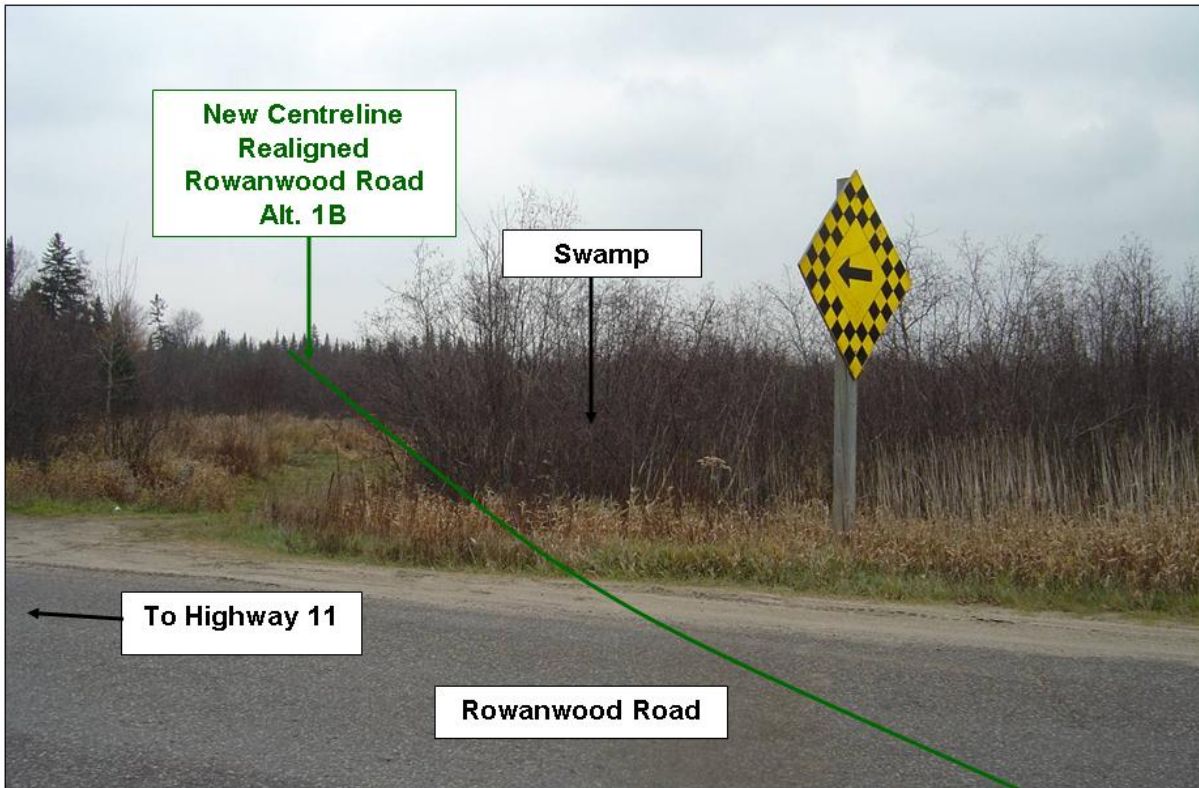 New Centreline
Realigned
Rowanwood Road
Alt. 1B
Swamp
To Highway 11
Rowanwood Road